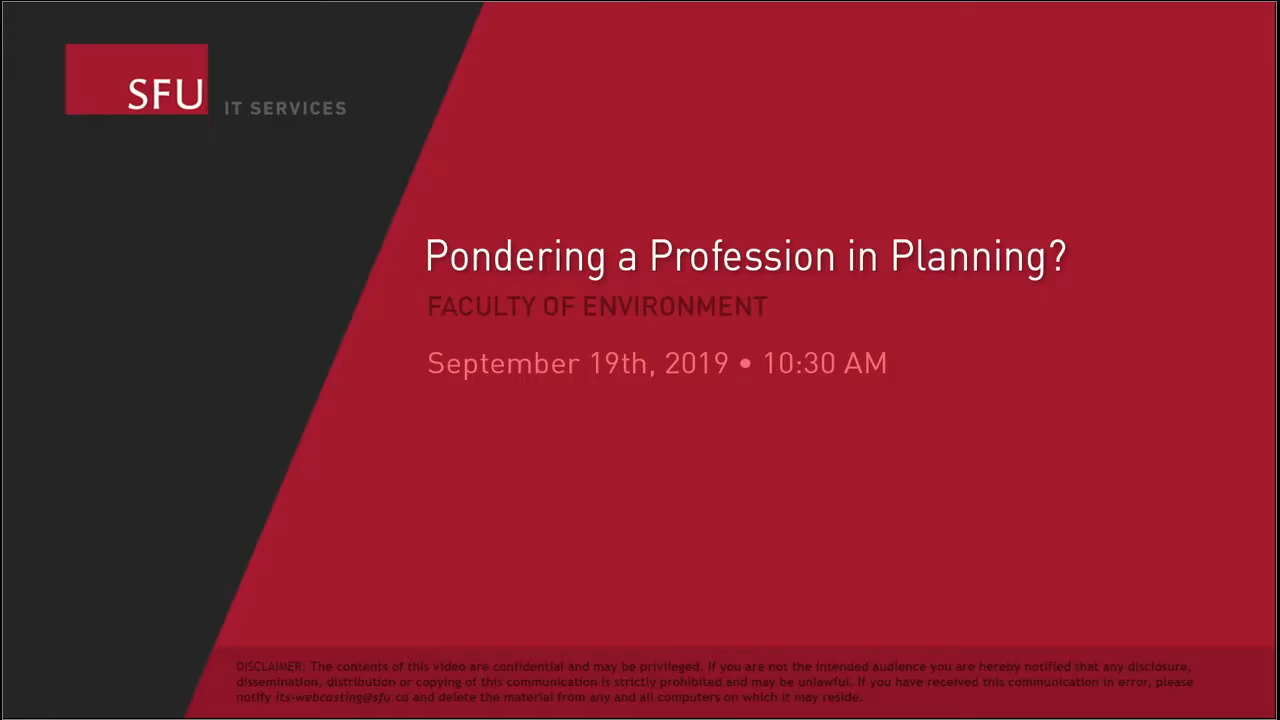 SFU
IT SERVICES
Pondering a Profession in Planning?
FACULTY OF ENVIRONMENT
September 19th, 2019 • 10:30 AM
DISCLAIMER: The contents of this video are confidential and may be privileged. If you are not the intended audience you are hereby notified that any disclosure,
dissemination, distribution or copying of this communication is strictly prohibited and may be unlawful. If you have received this communication in error, please
notify its-webcasting@sfu.co and delete the material from any and all computers on which it may reside.